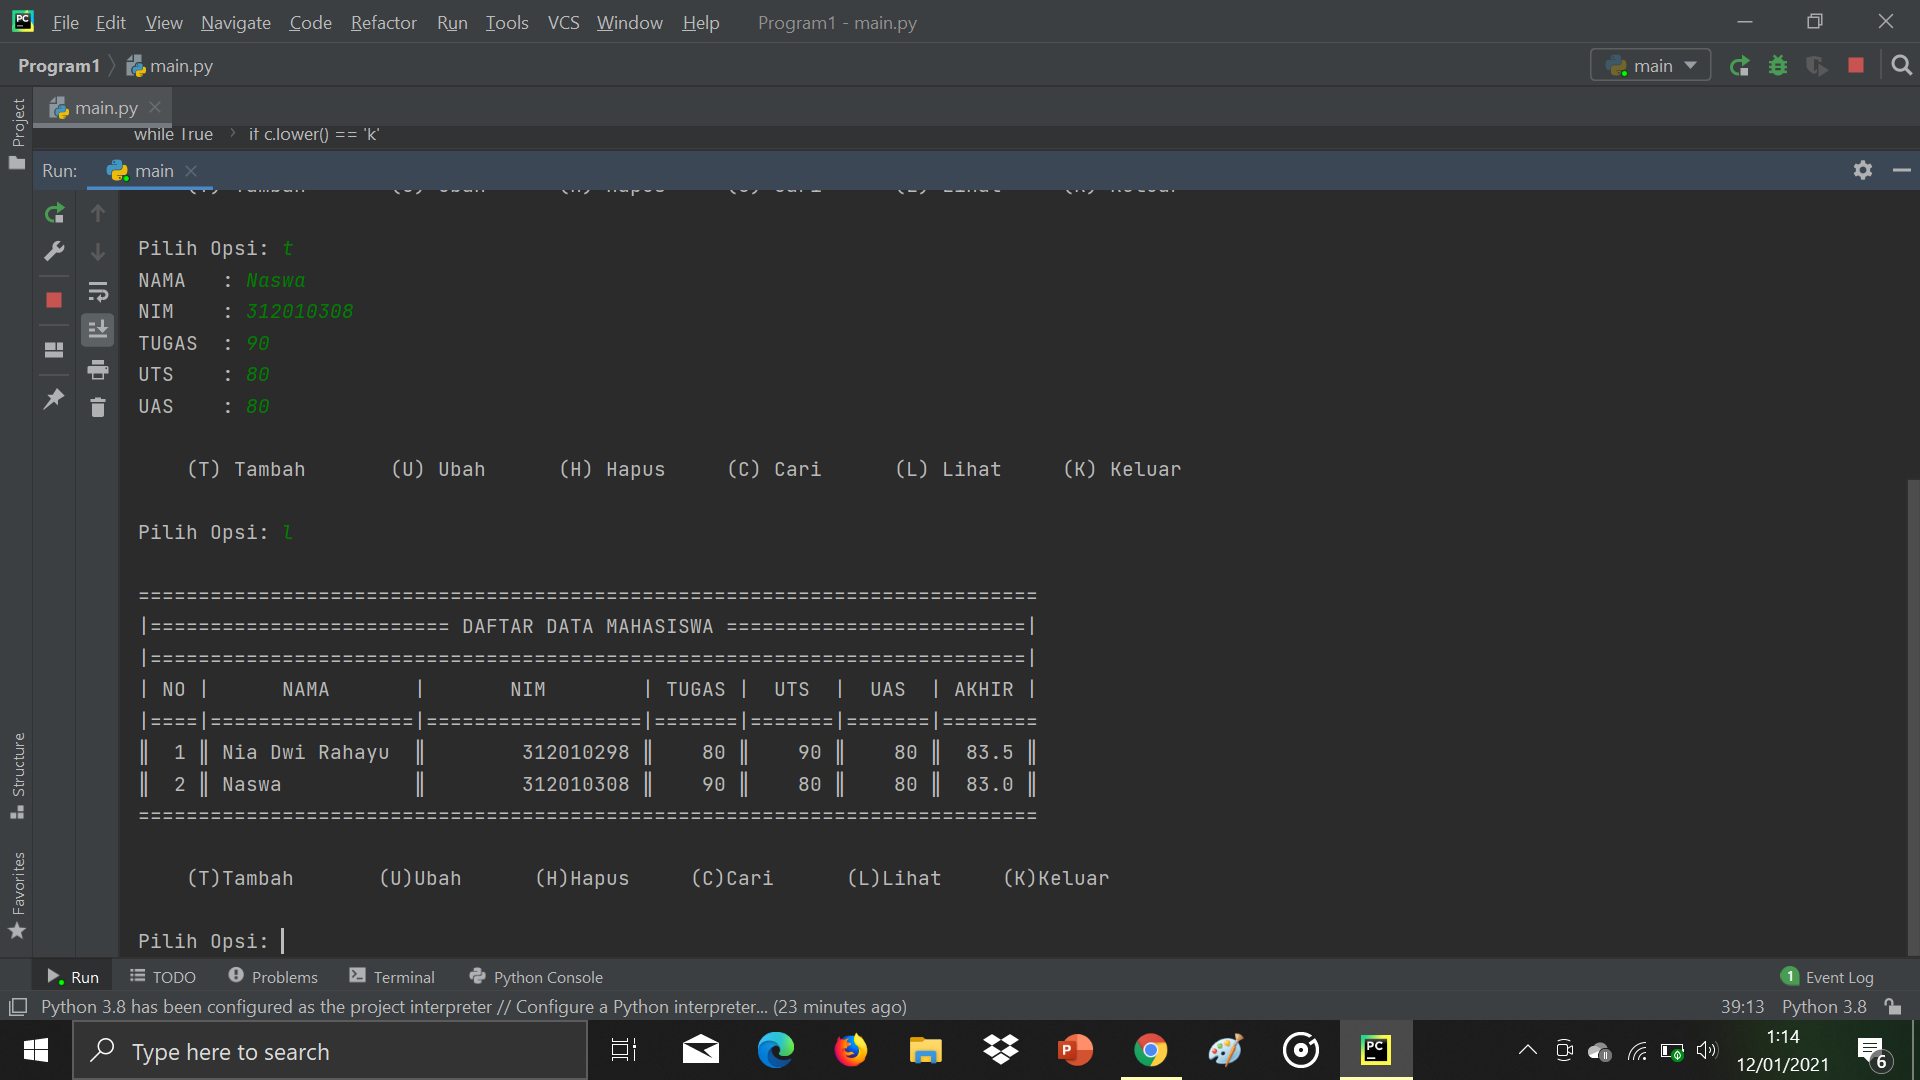 PC File Edit View Navigate Code Refactor Run Tools VCS Window Help Program1 - main.py
Program1 main.py main
Project main.py
while True › if c.lower() == 'k'
Run: main
(T) Tambah (U) Ubah (H) Hapus (C) Cari (L) Lihat (K) Keluar
Pilih Opsi: t
NAMA : Naswa
NIM : 312010308
TUGAS : 90
UTS : 80
UAS : 80
(T) Tambah (U) Ubah (H) Hapus (C) Cari (L) Lihat (K) Keluar
Pilih Opsi: l
===========================================================================
|========================= DAFTAR DATA MAHASISWA =========================|
|=========================================================================|
| NO | NAMA | NIM | TUGAS | UTS | UAS | AKHIR |
|====|=================|==================|=======|=======|=======|========
║ 1 ║ Nia Dwi Rahayu ║ 312010298 ║ 80 ║ 90 ║ 80 ║ 83.5 ║
║ 2 ║ Naswa ║ 312010308 ║ 90 ║ 80 ║ 80 ║ 83.0 ║
===========================================================================
(T)Tambah (U)Ubah (H)Hapus (C)Cari (L)Lihat (K)Keluar
Pilih Opsi:
Structure
Favorites
Run TODO Problems Terminal Python Console 1 Event Log
Python 3.8 has been configured as the project interpreter // Configure a Python interpreter... (23 minutes ago) 39:13 Python 3.8
Type here to search P PC 1:14
12/01/2021 6